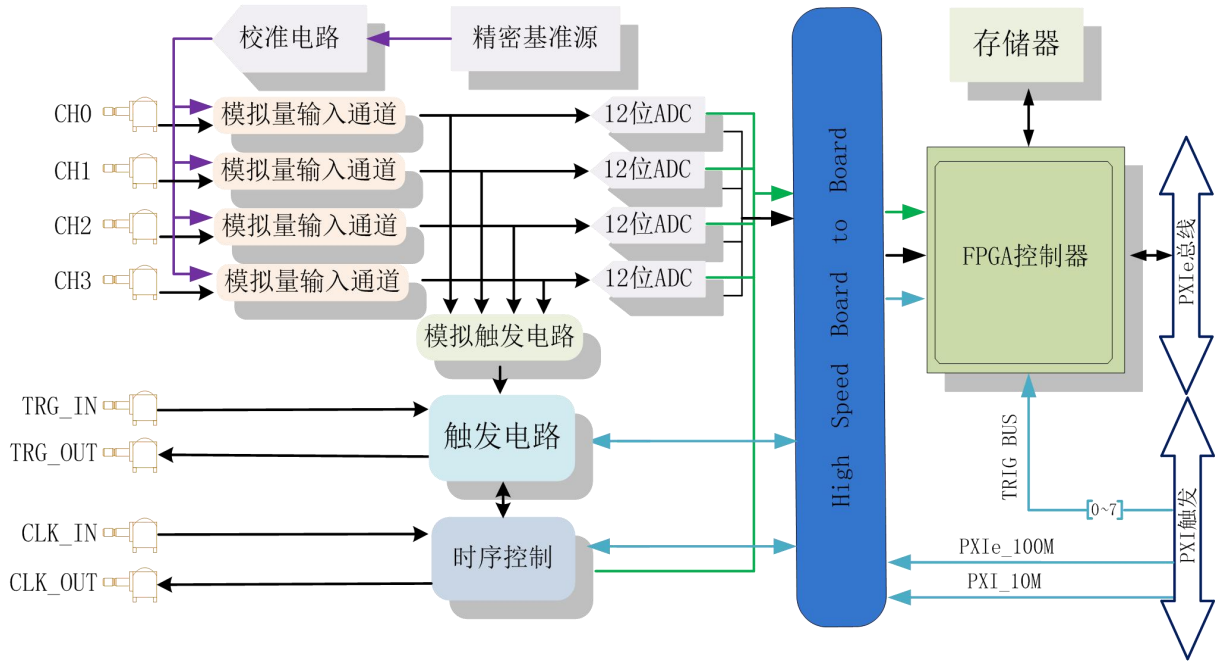 校准电路
精密基准源
存储器
CH0
模拟量输入通道
12位ADC
CH1
模拟量输入通道
12位ADC
CH2
模拟量输入通道
12位ADC
CH3
模拟量输入通道
12位ADC
High Speed Board to Board
FPGA控制器
PXIe总线
模拟触发电路
TRG_IN
TRG_OUT
触发电路
TRIG BUS
[0~7]
PXI触发
CLK_IN
CLK_OUT
时序控制
PXIe_100M
PXI_10M